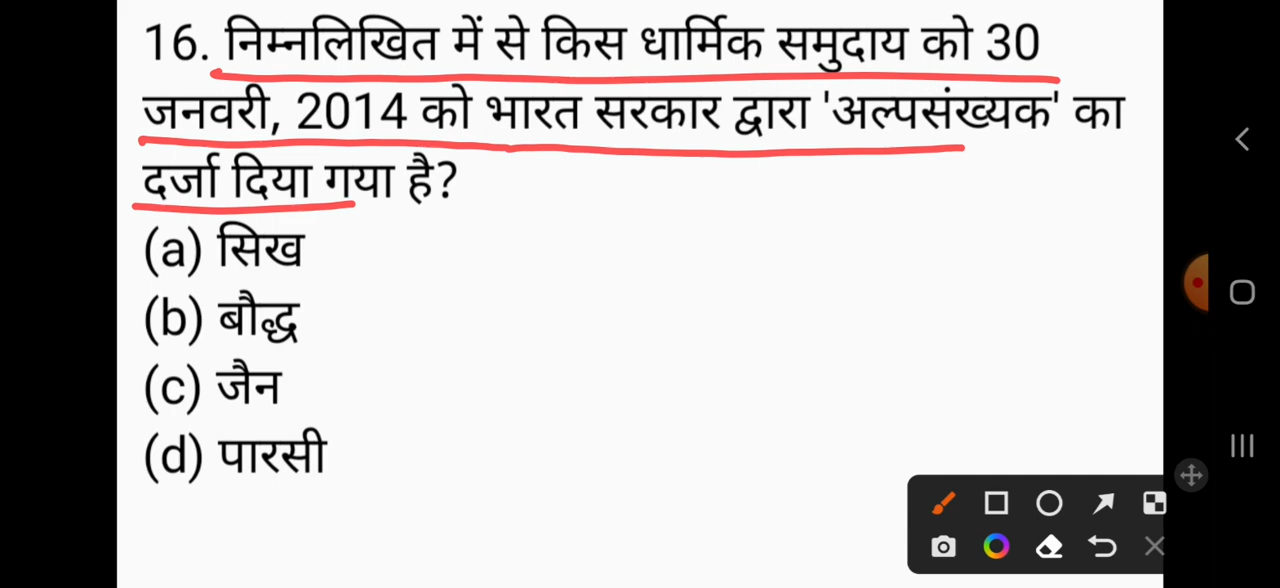 16. निम्नलिखित में से किस धार्मिक समुदाय को 30
जनवरी, 2014 को भारत सरकार द्वारा 'अल्पसंख्यक' का
दर्जा दिया गया है?
(a) सिख
(b) बौद्ध
(c) जैन
(d) पारसी